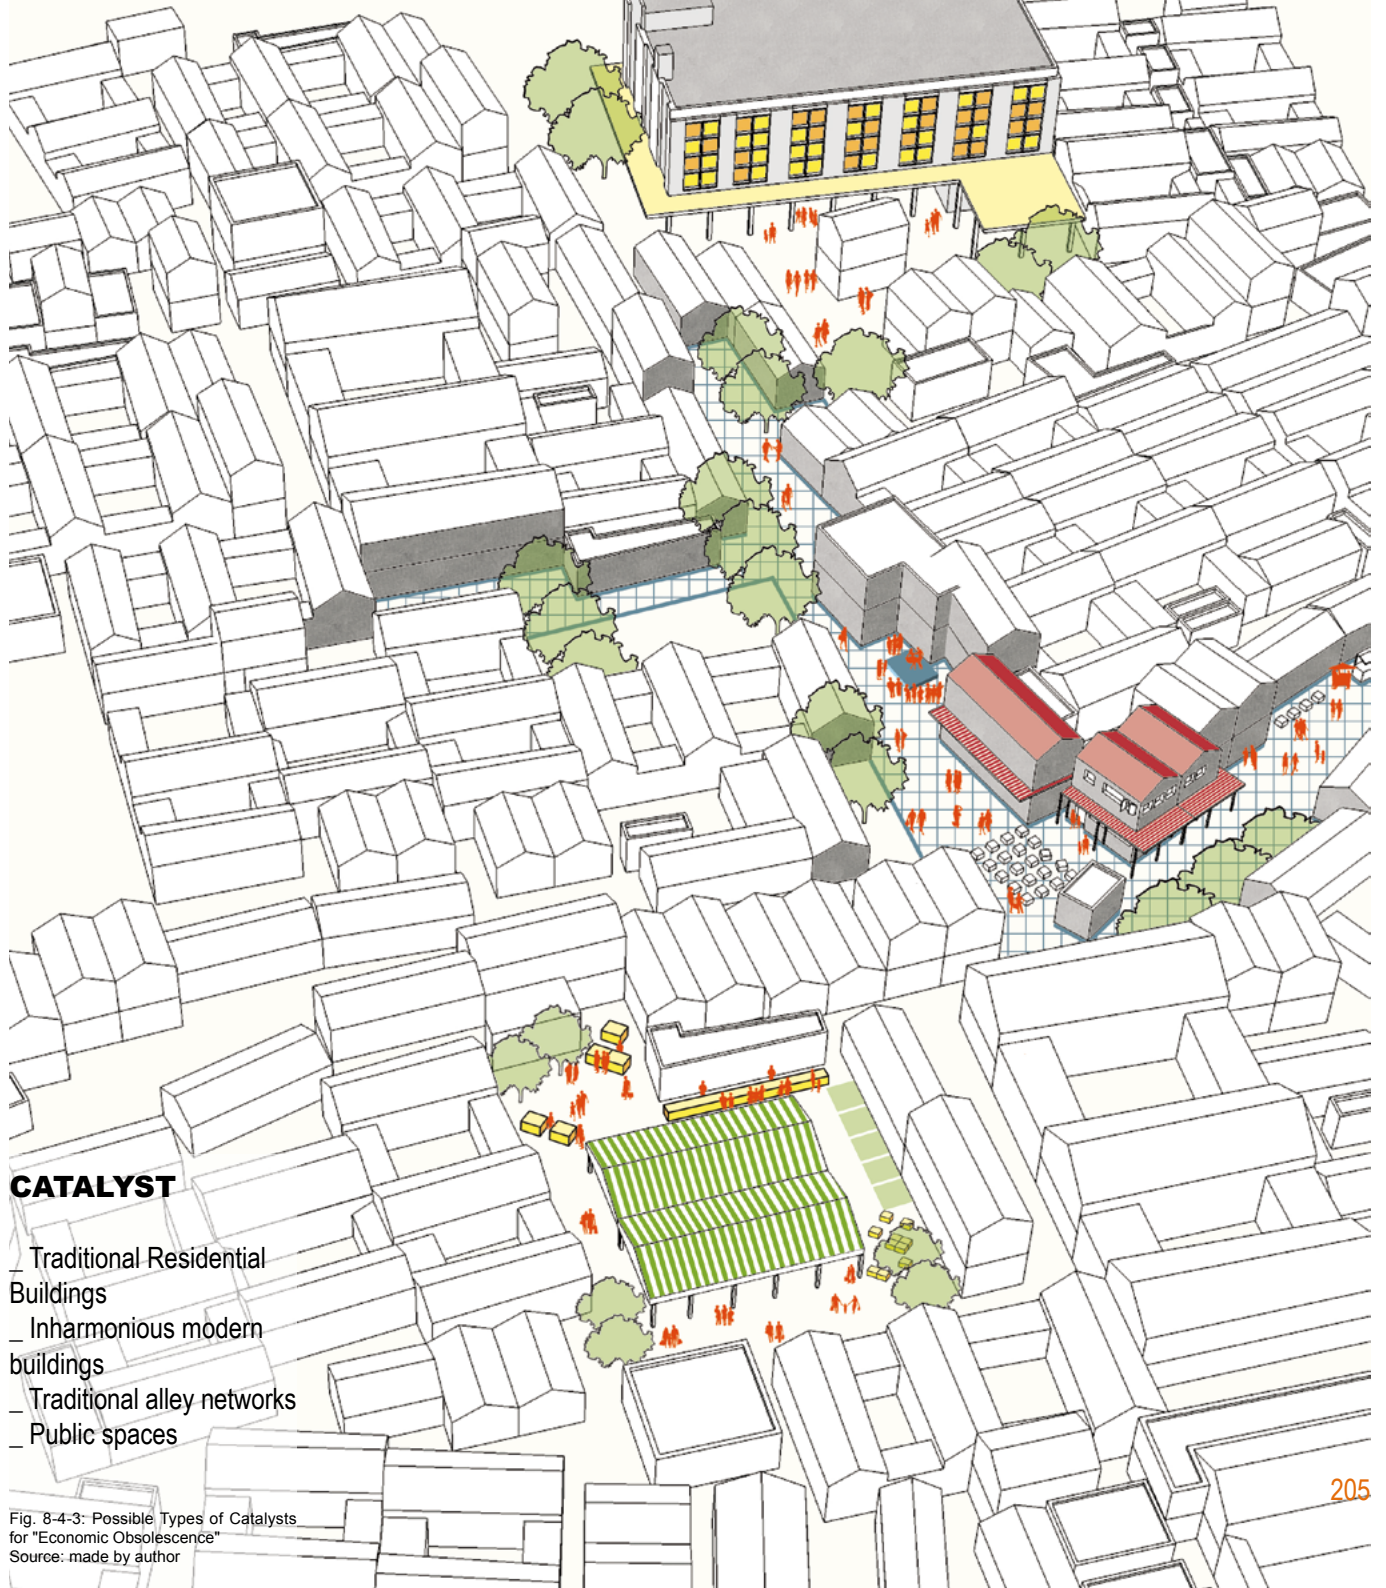 CATALYST
_ Traditional Residential
Buildings
_ Inharmonious modern
buildings
_ Traditional alley networks
_ Public spaces
205
Fig. 8-4-3: Possible Types of Catalysts
for "Economic Obsolescence"
Source: made by author